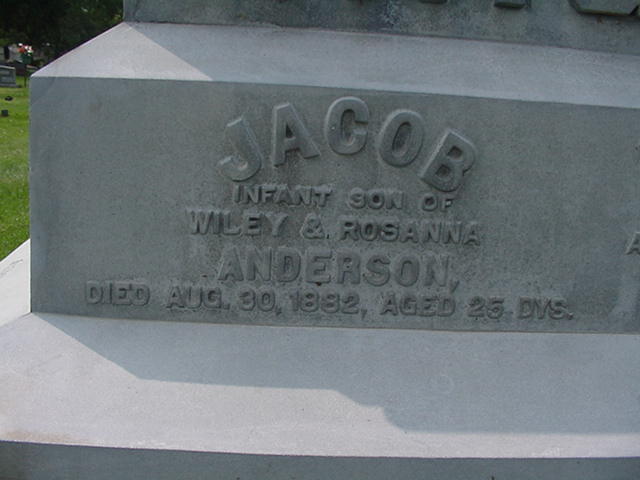 JACOB
INFANT SON OF
WILEY & ROSANNA
ANDERSON,
DIED AUG. 30, 1882, AGED 25 DYS.